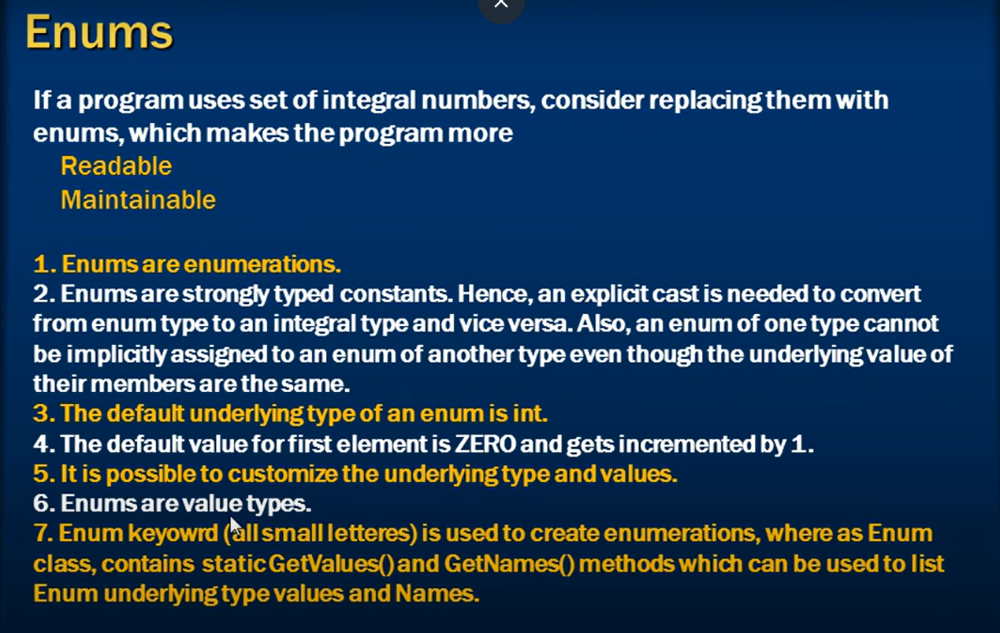 Enums
If a program uses set of integral numbers, consider replacing them with
enums, which makes the program more
Readable
Maintainable
1. Enums are enumerations.
2. Enums are strongly typed constants. Hence, an explicit cast is needed to convert
from enum type to an integral type and vice versa. Also, an enum of one type cannot
be implicitly assigned to an enum of another type even though the underlying value of
their members are the same.
3. The default underlying type of an enum is int.
4. The default value for first element is ZERO and gets incremented by 1.
5. It is possible to customize the underlying type and values.
6. Enums are value types.
7. Enum keyowrd (all small letteres) is used to create enumerations, where as Enum
class, contains static GetValues() and GetNames() methods which can be used to list
Enum underlying type values and Names.